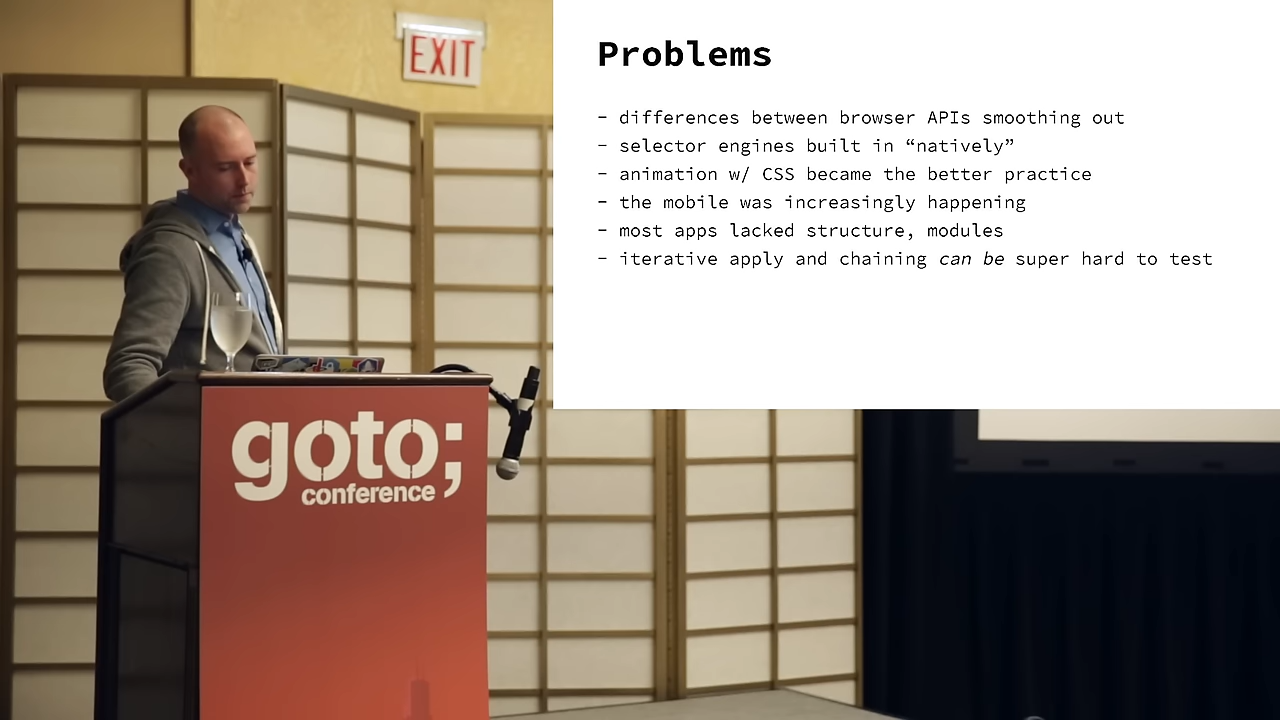 EXIT
goto;
conference
Problems
- differences between browser APIs smoothing out
- selector engines built in “natively”
- animation w/ CSS became the better practice
- the mobile was increasingly happening
- most apps lacked structure, modules
- iterative apply and chaining can be super hard to test